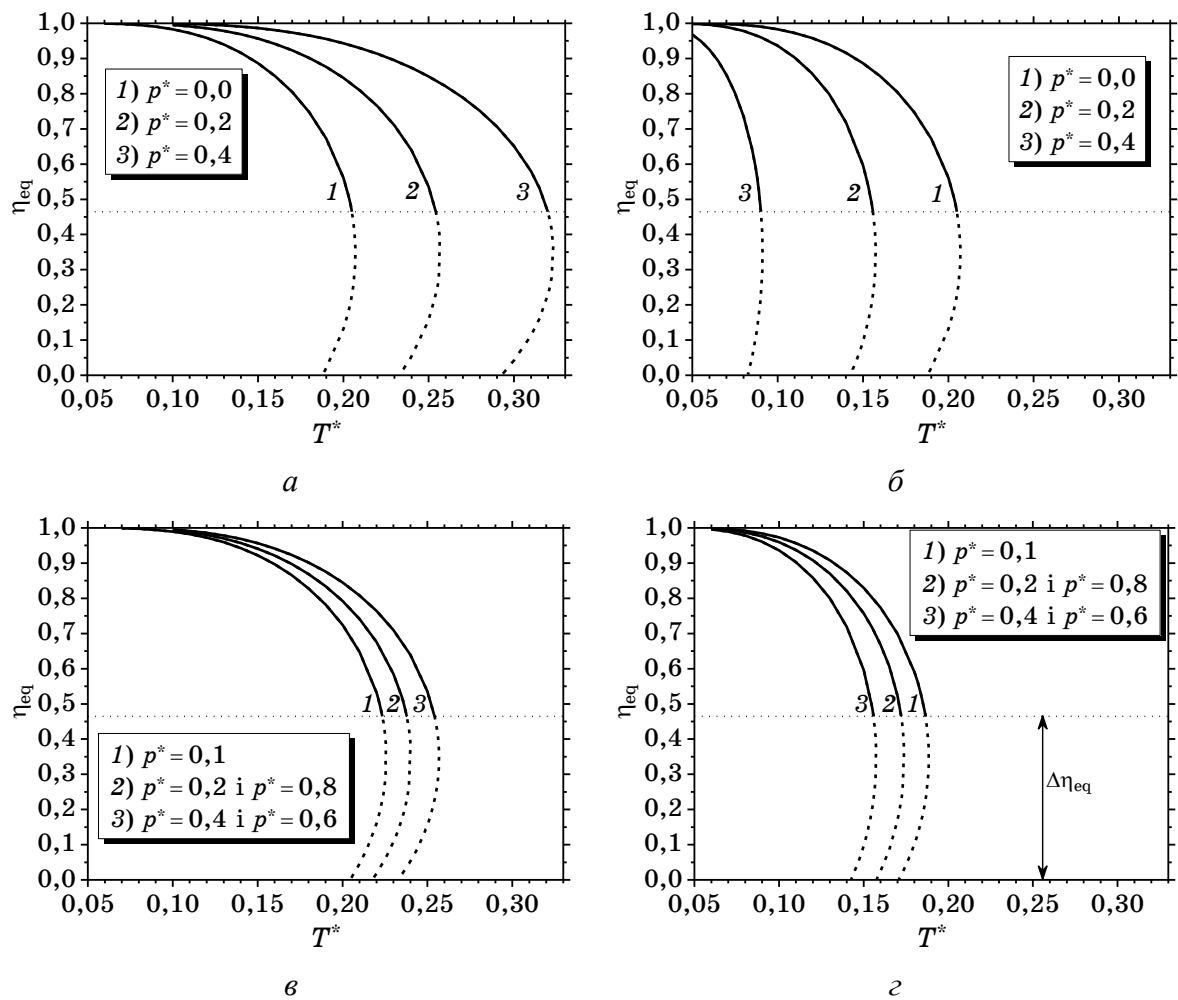 1,0
0,9
0,8
0,7
0,6
0,5
0,4
0,3
0,2
0,1
0,0
ηeq
1) p* = 0,0
2) p* = 0,2
3) p* = 0,4
1 2 3
0,05 0,10 0,15 0,20 0,25 0,30
T*
а
1,0
0,9
0,8
0,7
0,6
0,5
0,4
0,3
0,2
0,1
0,0
ηeq
1) p* = 0,0
2) p* = 0,2
3) p* = 0,4
3 2 1
0,05 0,10 0,15 0,20 0,25 0,30
T*
б
1,0
0,9
0,8
0,7
0,6
0,5
0,4
0,3
0,2
0,1
0,0
ηeq
1 2 3
1) p* = 0,1
2) p* = 0,2 і p* = 0,8
3) p* = 0,4 і p* = 0,6
0,05 0,10 0,15 0,20 0,25 0,30
T*
в
1,0
0,9
0,8
0,7
0,6
0,5
0,4
0,3
0,2
0,1
0,0
ηeq
1) p* = 0,1
2) p* = 0,2 і p* = 0,8
3) p* = 0,4 і p* = 0,6
3 2 1
Δηeq
0,05 0,10 0,15 0,20 0,25 0,30
T*
г